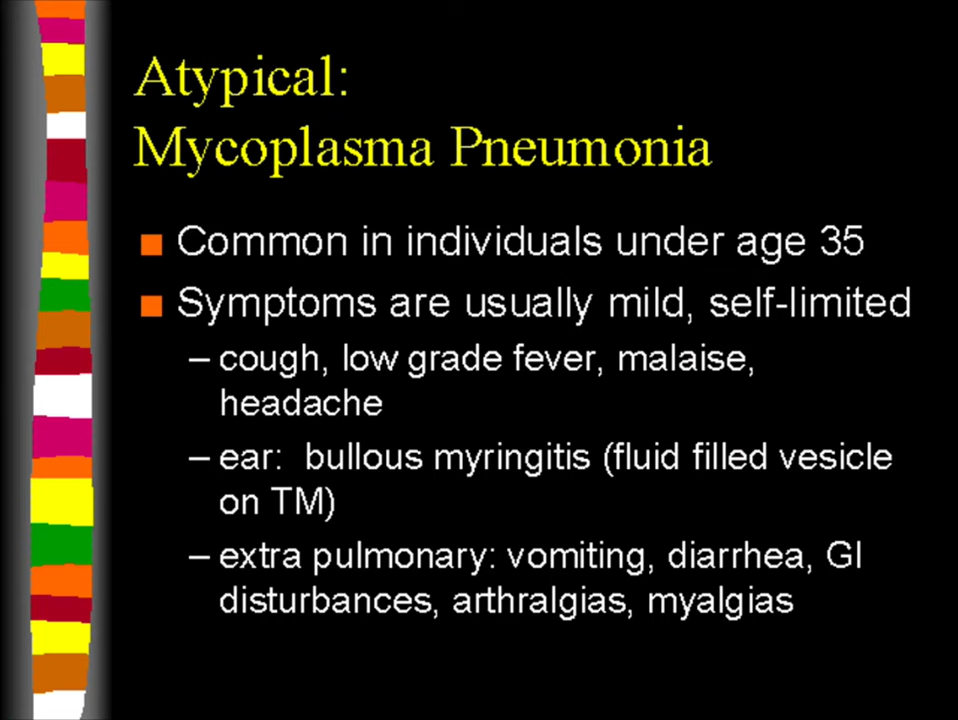 Atypical:
Mycoplasma Pneumonia
■ Common in individuals under age 35
■ Symptoms are usually mild, self-limited
– cough, low grade fever, malaise,
headache
– ear:  bullous myringitis (fluid filled vesicle
on TM)
– extra pulmonary: vomiting, diarrhea, GI
disturbances, arthralgias, myalgias